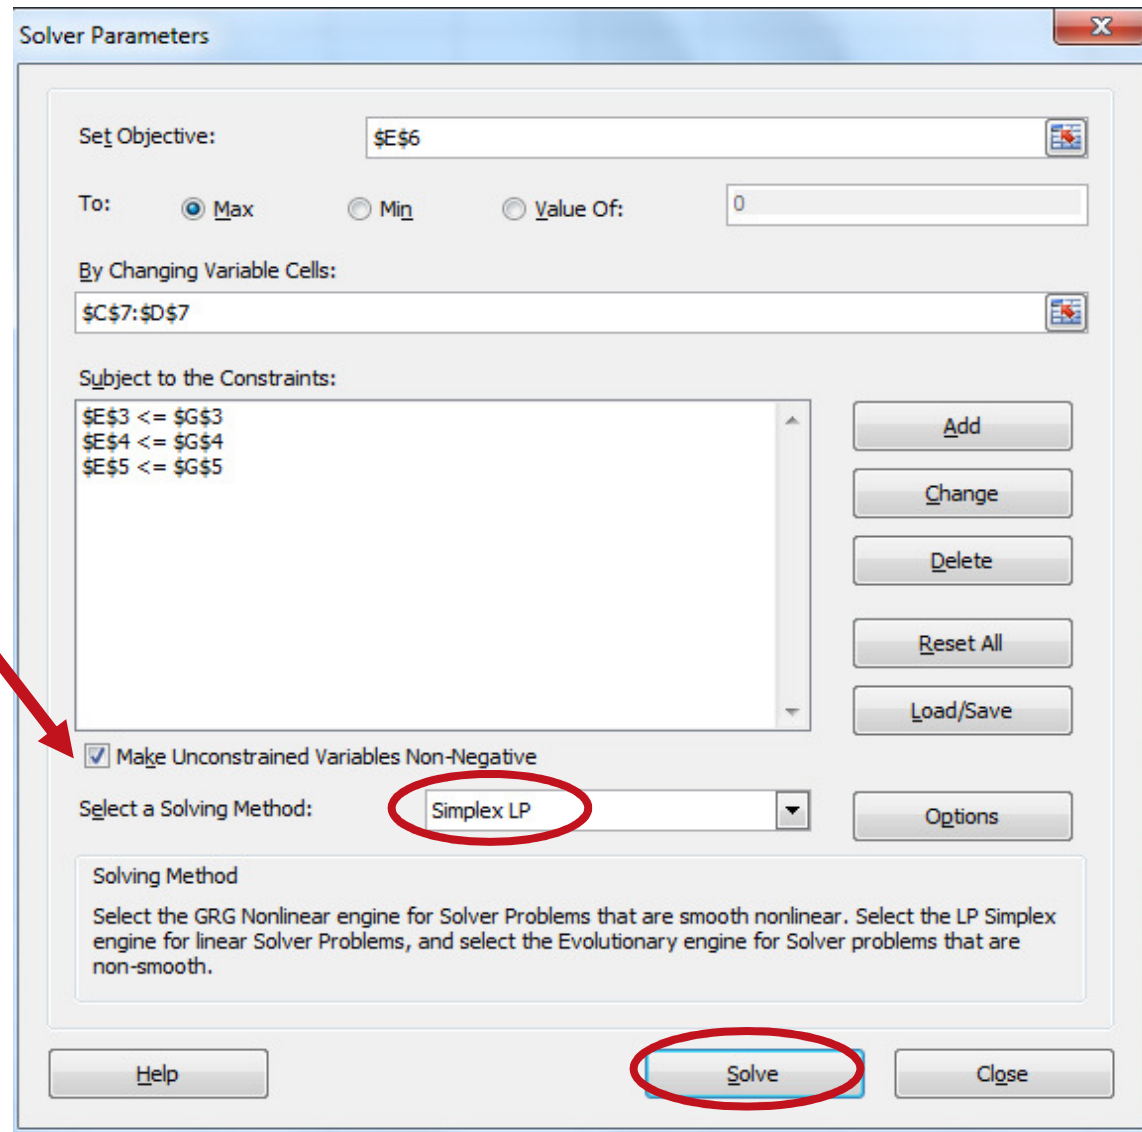 Solver Parameters
X
Set Objective:
$E$6
To:
Max
Min
Value Of:
0
By Changing Variable Cells:
$C$7:$D$7
Subject to the Constraints:
$E$3 <= $G$3
$E$4 <= $G$4
$E$5 <= $G$5
Add
Change
Delete
Reset All
Load/Save
Make Unconstrained Variables Non-Negative
Select a Solving Method:
Simplex LP
Options
Solving Method
Select the GRG Nonlinear engine for Solver Problems that are smooth nonlinear. Select the LP Simplex
engine for linear Solver Problems, and select the Evolutionary engine for Solver problems that are
non-smooth.
Help
Solve
Close